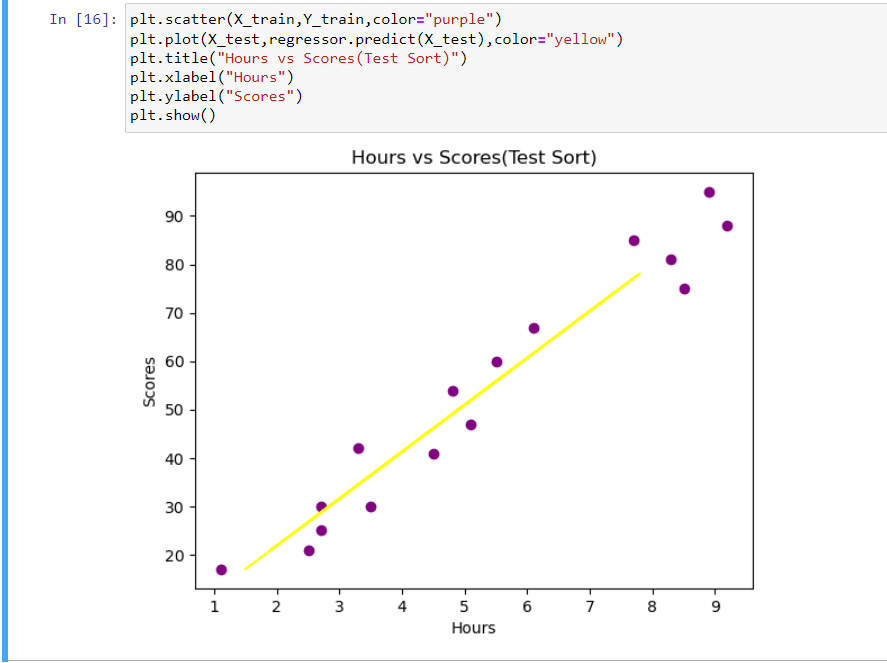 In [16]: plt.scatter(X_train,Y_train,color="purple")
plt.plot(X_test,regressor.predict(X_test),color="yellow")
plt.title("Hours vs Scores(Test Sort)")
plt.xlabel("Hours")
plt.ylabel("Scores")
plt.show()
Hours vs Scores(Test Sort)
90
80
70
60
50
40
30
20
Scores
1 2 3 4 5 6 7 8 9
Hours